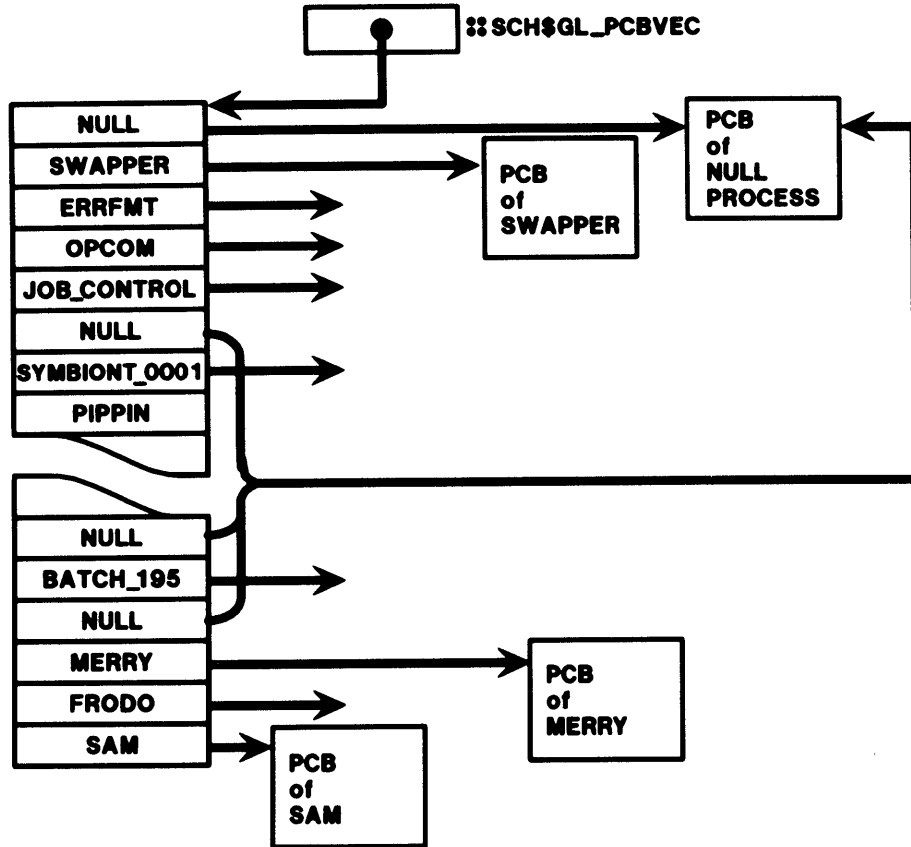 ::SCH$GL_PCBVEC
NULL
SWAPPER
ERRFMT
OPCOM
JOB_CONTROL
NULL
SYMBIONT_0001
PIPPIN
NULL
BATCH_195
NULL
MERRY
FRODO
SAM
PCB
of
SWAPPER
PCB
of
NULL
PROCESS
PCB
of
MERRY
PCB
of
SAM